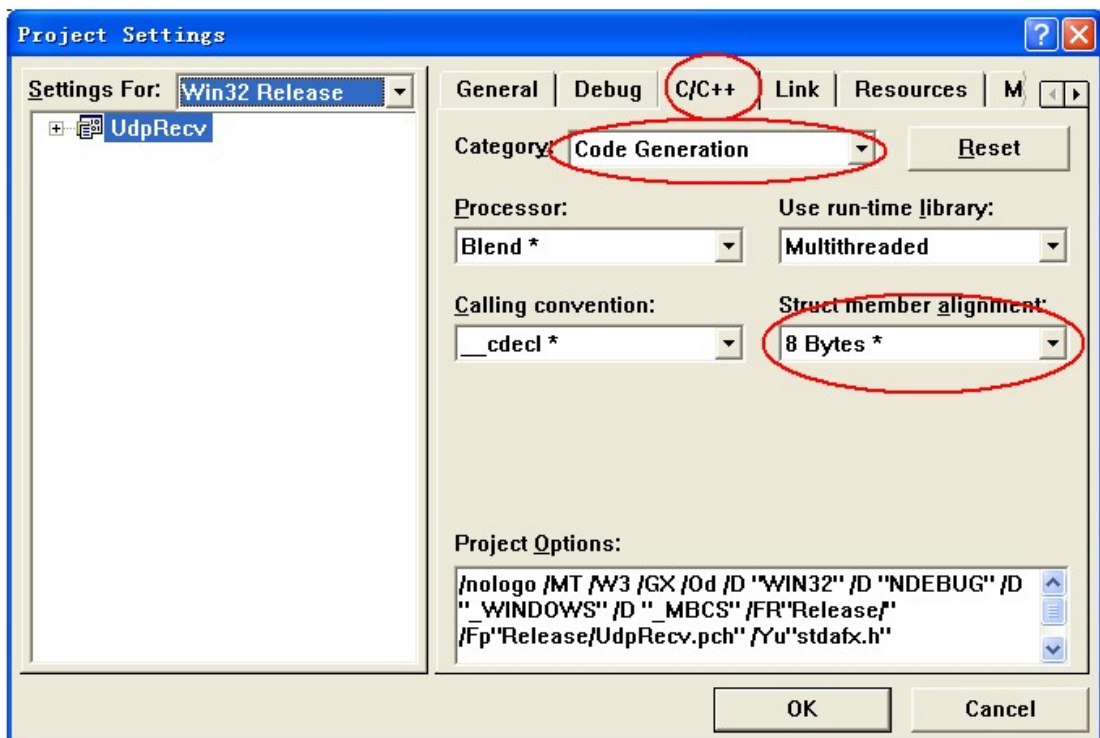 Project Settings
Settings For: Win32 Release
UdpRecv
General Debug C/C++ Link Resources M
Category: Code Generation Reset
Processor: Use run-time library:
Blend * Multithreaded
Calling convention: Struct member alignment:
__cdecl * 8 Bytes *
Project Options:
/nologo /MT /W3 /GX /Od /D "WIN32" /D "NDEBUG" /D
"_WINDOWS" /D "_MBCS" /FR"Release/"
/Fp"Release/UdpRecv.pch" /Yu"stdafx.h"
OK Cancel